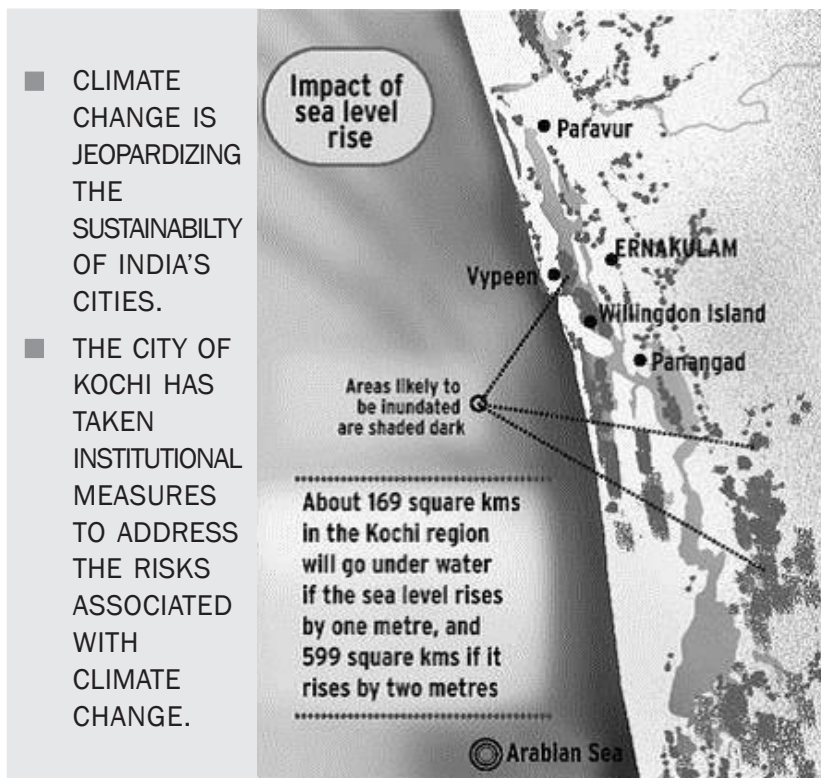 CLIMATE
CHANGE IS
JEOPARDIZING
THE
SUSTAINABILTY
OF INDIA'S
CITIES.
THE CITY OF
KOCHI HAS
TAKEN
INSTITUTIONAL
MEASURES
TO ADDRESS
THE RISKS
ASSOCIATED
WITH
CLIMATE
CHANGE.
Impact of
sea level
rise
Paravur
ERNAKULAM
Vypeen
Willingdon Island
Panangad
Areas likely to
be inundated
are shaded dark
About 169 square kms
in the Kochi region
will go under water
if the sea level rises
by one metre, and
599 square kms if it
rises by two metres
Arabian Sea